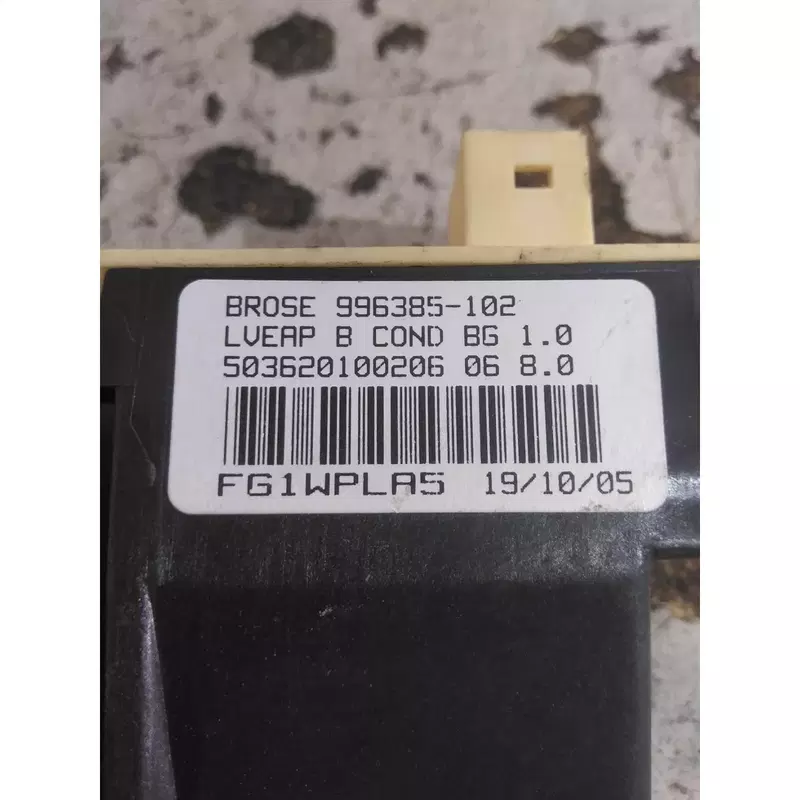 BROSE 996385-102
LVEAP B COND BG 1.0
503620100206 06 8.0
FG1WPLA5 19/10/05